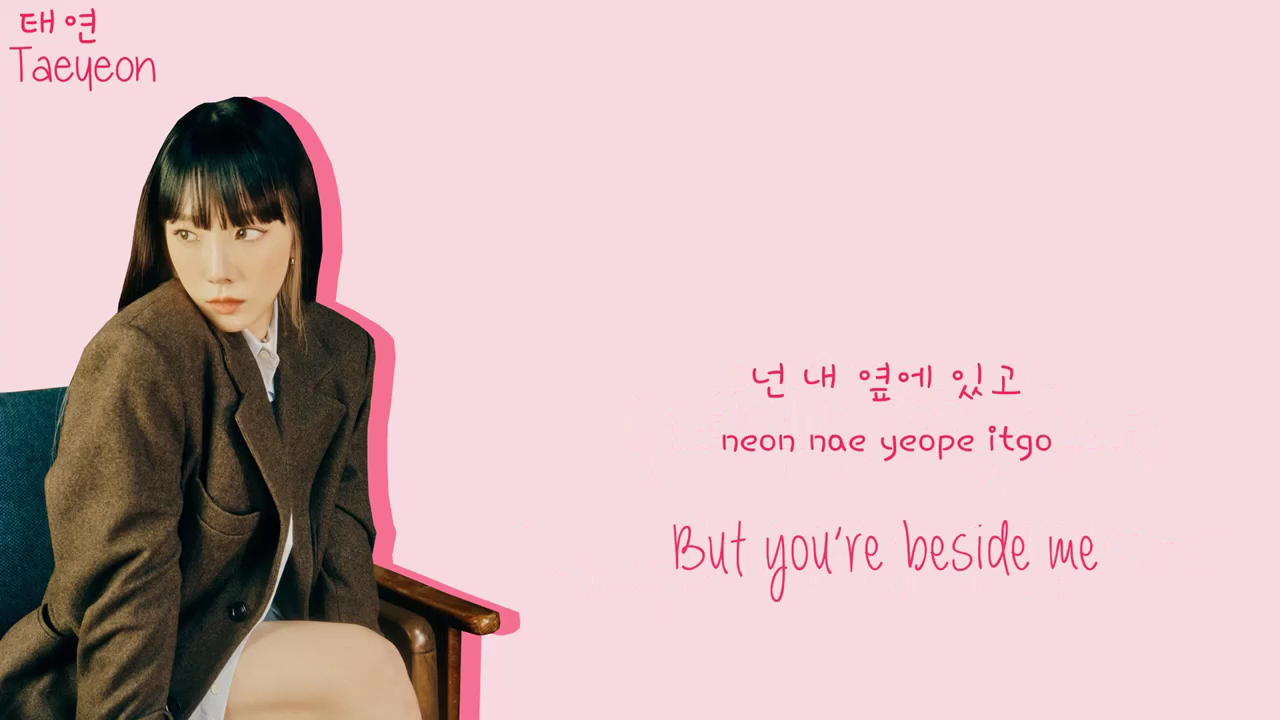 태연
Taeyeon
넌 내 옆에 있고
neon nae yeope itgo
But you're beside me